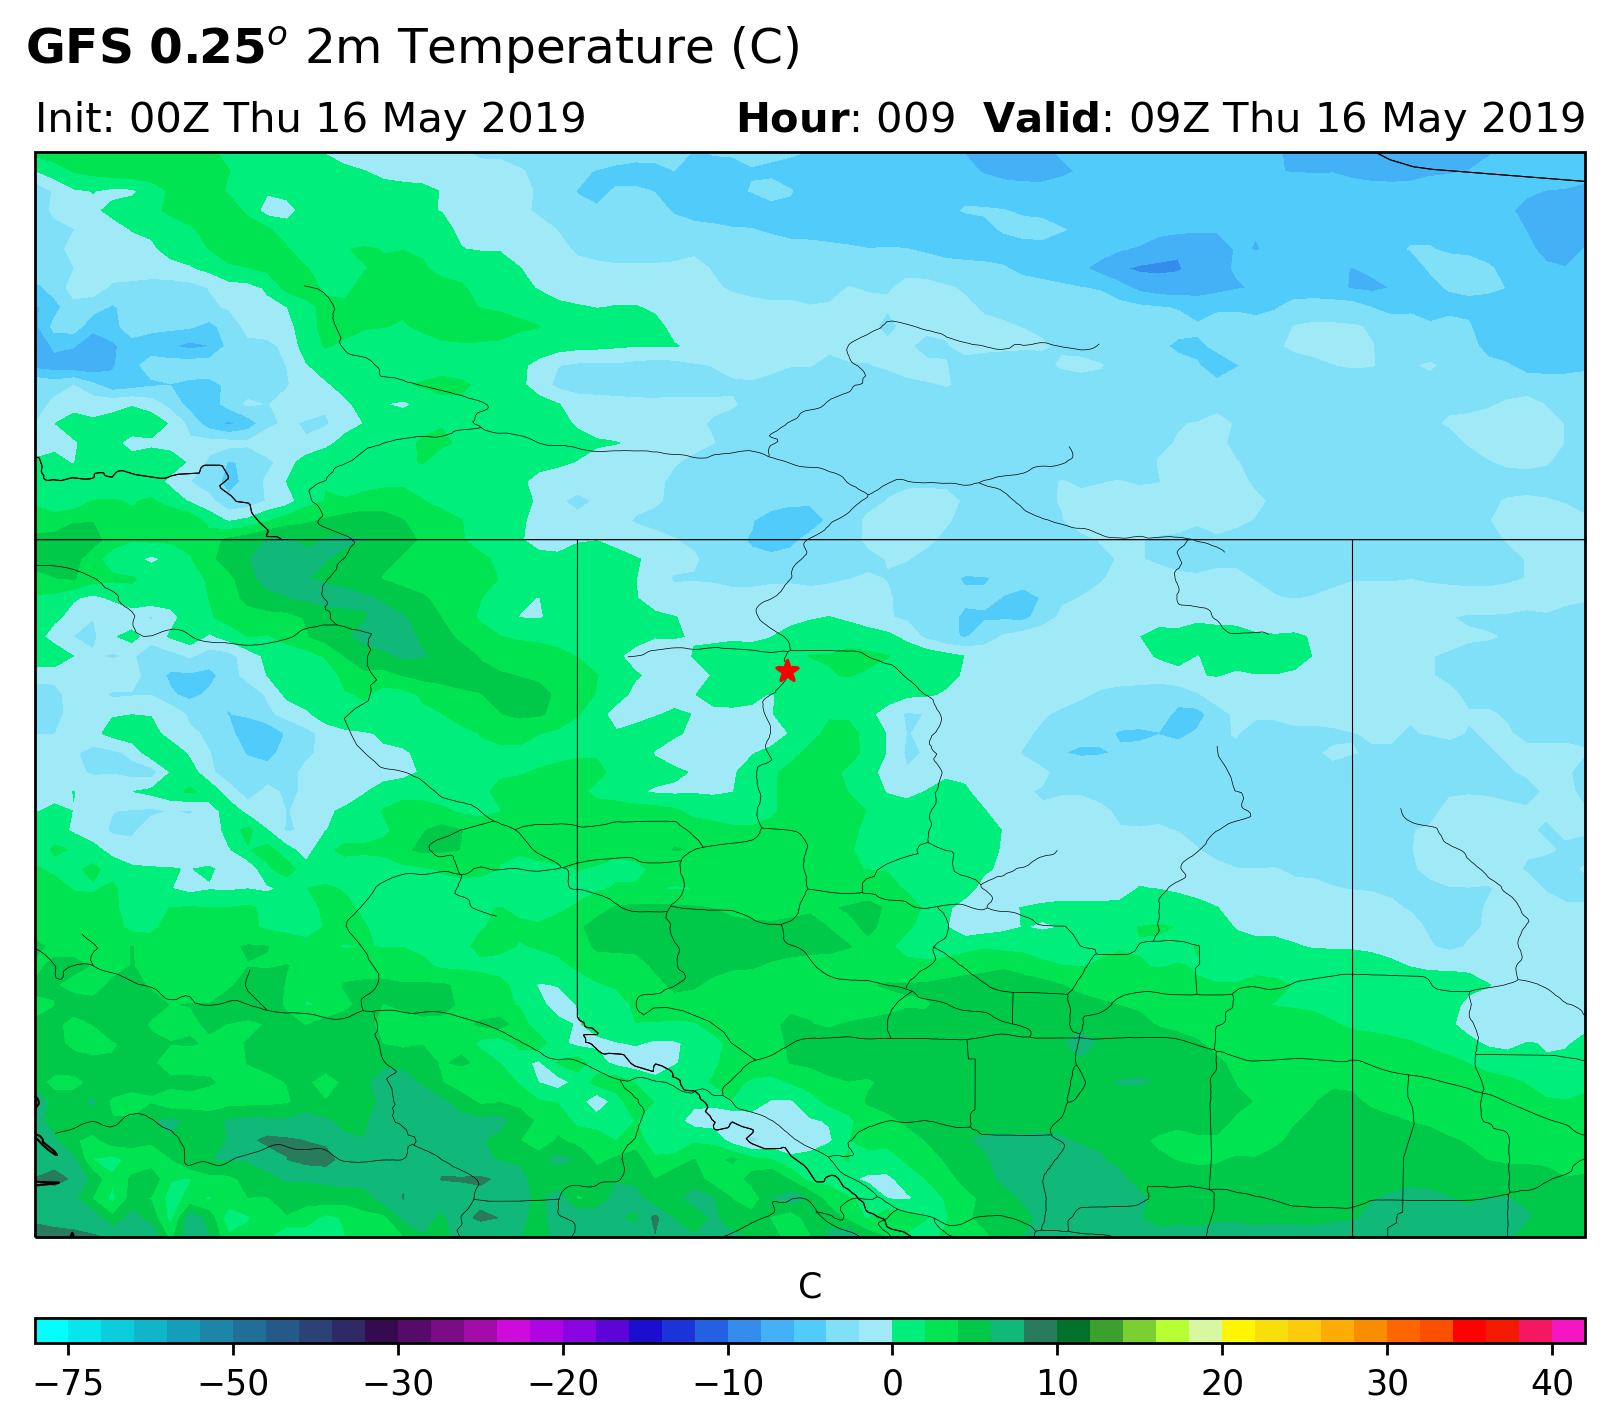 GFS 0.25° 2m Temperature (C)
Init: 00Z Thu 16 May 2019 Hour: 009 Valid: 09Z Thu 16 May 2019
C
−75 −50 −30 −20 −10 0 10 20 30 40